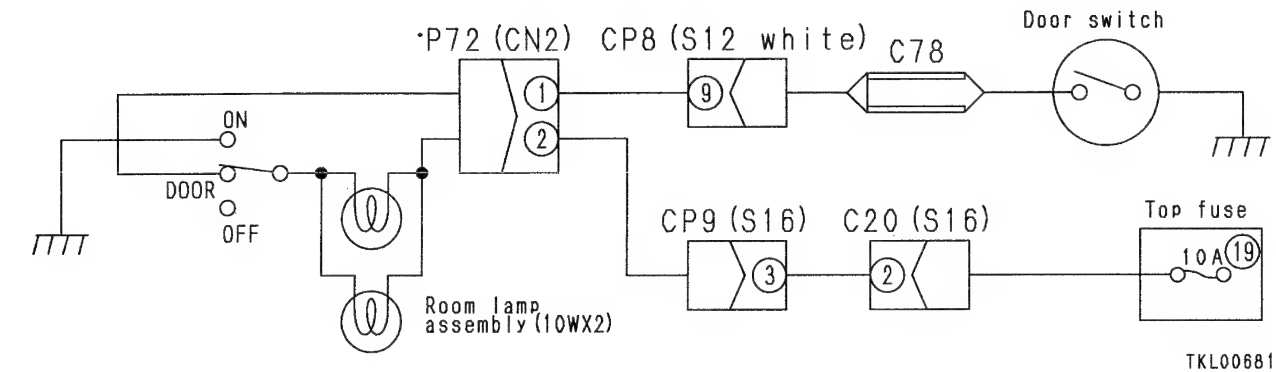 Door switch
P72 (CN2)
CP8 (S12 white)
C78
1
9
ON
2
DOOR
OFF
CP9 (S16)
C20 (S16)
Top fuse
3
2
10A
19
Room lamp
assembly (10WX2)
TKL00681